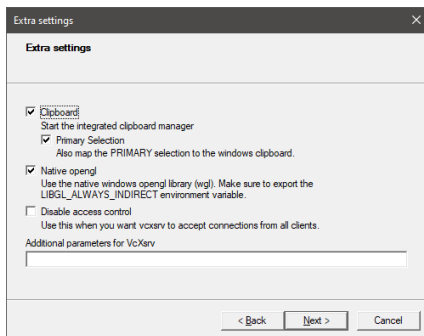 Extra settings
Extra settings
Clipboard
Start the integrated clipboard manager
Primary Selection
Also map the PRIMARY selection to the windows clipboard.
Native opengl
Use the native windows opengl library (wgl). Make sure to export the
LIBGL_ALWAYS_INDIRECT environment variable.
Disable access control
Use this when you want vcxsrv to accept connections from all clients.
Additional parameters for VcXsrv
< Back Next > Cancel